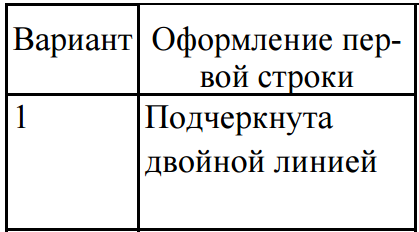 Вариант
Оформление пер-
вой строки
1
Подчеркнута
двойной линией